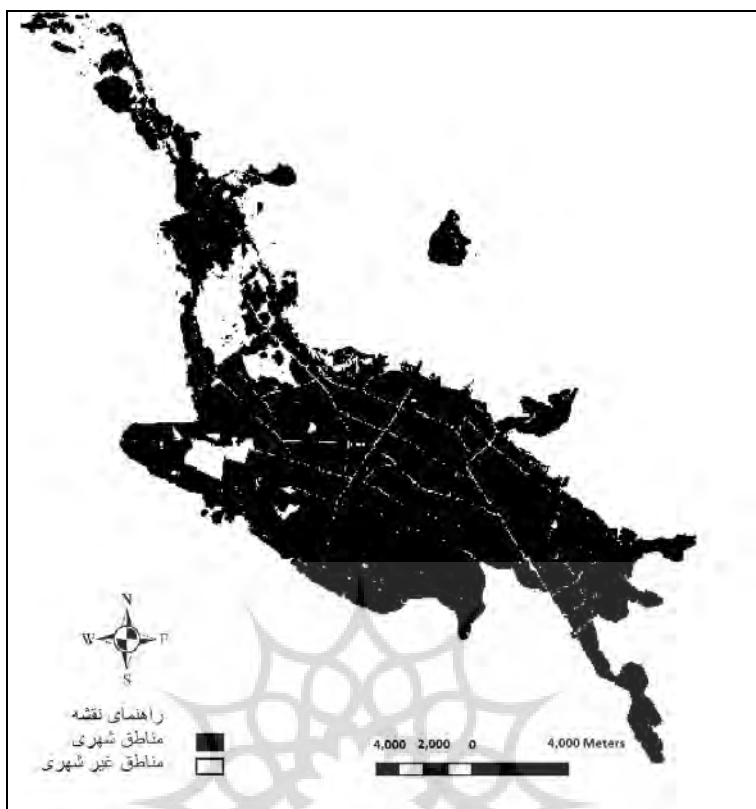 N
W E
S
راهنمای نقشه
مناطق شهری
مناطق غیر شهری
4,000 2,000 0 4,000 Meters